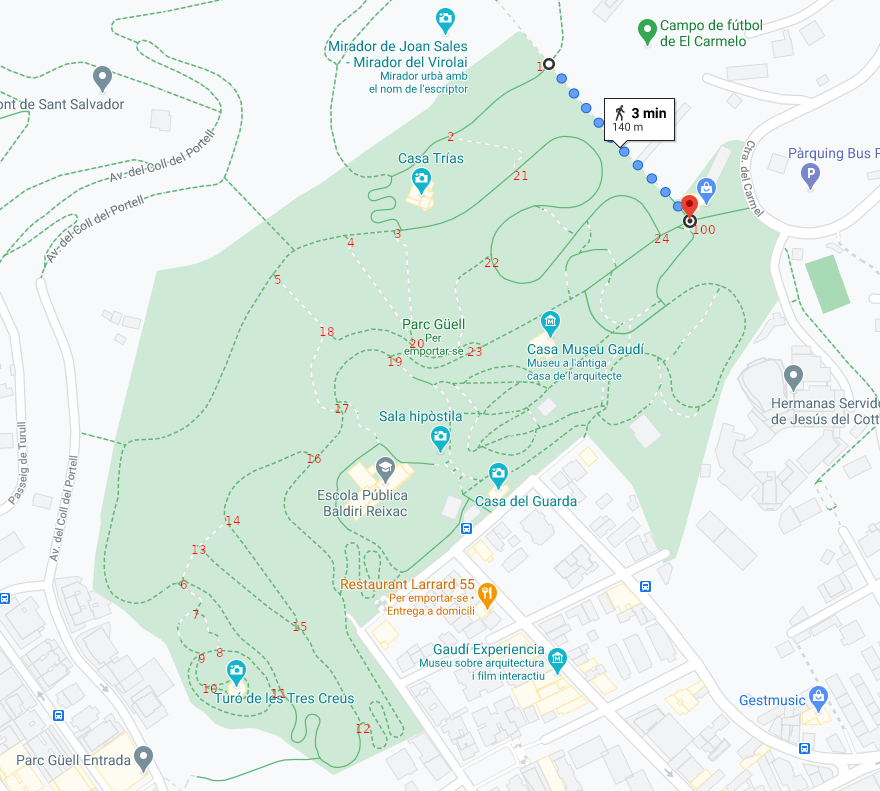 Mirador de Joan Sales
- Mirador del Virolai
Mirador urbà amb
el nom de l'escriptor
Campo de fútbol
de El Carmelo
1
3 min
140 m
ont de Sant Salvador
Av. del Coll del Portell
Av. del Coll del Portell
2
Casa Trías
21
Ctra. del Carmel
Pàrquing Bus P
P
3
4
24
100
5
22
18
Parc Güell
Per
emportar-se
20
19
23
Casa Museu Gaudí
Museu a l'antiga
casa de l'arquitecte
17
Sala hipòstila
Hermanas Servido
de Jesús del Cott
16
Passeig de Turull
Av. del Coll del Portell
Escola Pública
Baldiri Reixac
Casa del Guarda
14
13
6
Restaurant Larrard 55
Per emportar-se •
Entrega a domicili
7
15
8
9
10
11
Turó de les Tres Creus
Gaudí Experiencia
Museu sobre arquitectura
i film interactiu
12
Gestmusic
Parc Güell Entrada